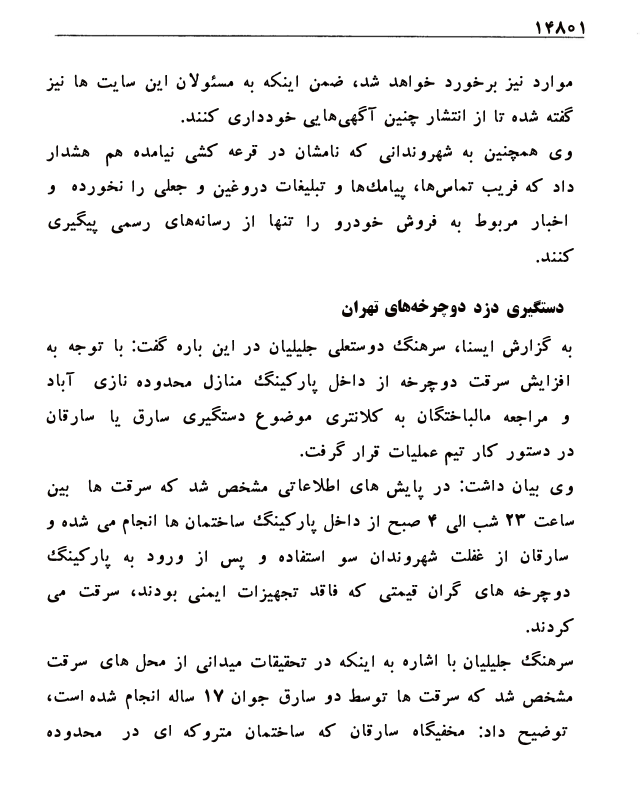 ۱۴۸۰۱
موارد نیز برخورد خواهد شد، ضمن اینکه به مسئولان این سایت ها نیز
گفته شده تا از انتشار چنین آگهی‌هایی خودداری کنند.
وی همچنین به شهروندانی که نامشان در قرعه کشی نیامده هم هشدار
داد که فریب تماس‌ها، پیامك‌ها و تبلیغات دروغین و جعلی را نخورده و
اخبار مربوط به فروش خودرو را تنها از رسانه‌های رسمی پیگیری
کنند.
دستگیری دزد دوچرخه‌های تهران
به گزارش ایسنا، سرهنگ دوستعلی جلیلیان در این باره گفت: با توجه به
افزایش سرقت دوچرخه از داخل پارکینگ منازل محدوده نازی آباد
و مراجعه مالباختگان به کلانتری موضوع دستگیری سارق یا سارقان
در دستور کار تیم عملیات قرار گرفت.
وی بیان داشت: در پایش های اطلاعاتی مشخص شد که سرقت ها بین
ساعت ۲۳ شب الی ۴ صبح از داخل پارکینگ ساختمان ها انجام می شده و
سارقان از غفلت شهروندان سو استفاده و پس از ورود به پارکینگ
دوچرخه های گران قیمتی که فاقد تجهیزات ایمنی بودند، سرقت می
کردند.
سرهنگ جلیلیان با اشاره به اینکه در تحقیقات میدانی از محل های سرقت
مشخص شد که سرقت ها توسط دو سارق جوان ۱۷ ساله انجام شده است،
توضیح داد: مخفیگاه سارقان که ساختمان متروکه ای در محدوده